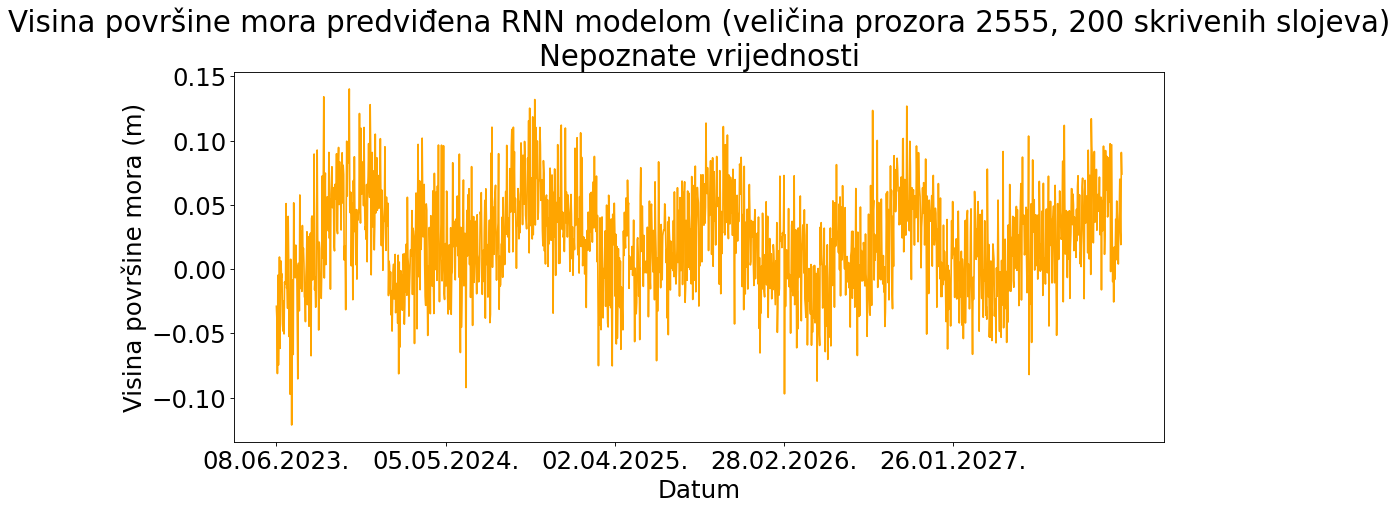 Visina površine mora predviđena RNN modelom (veličina prozora 2555, 200 skrivenih slojeva)
Nepoznate vrijednosti
Visina površine mora (m)
0.15
0.10
0.05
0.00
−0.05
−0.10
08.06.2023. 05.05.2024. 02.04.2025. 28.02.2026. 26.01.2027.
Datum